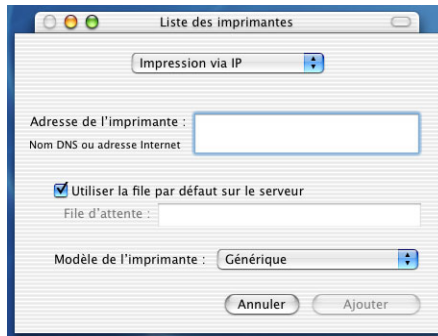 Liste des imprimantes
Impression via IP
Adresse de l'imprimante :
Nom DNS ou adresse Internet
Utiliser la file par défaut sur le serveur
File d'attente :
Modèle de l'imprimante : Générique
Annuler Ajouter